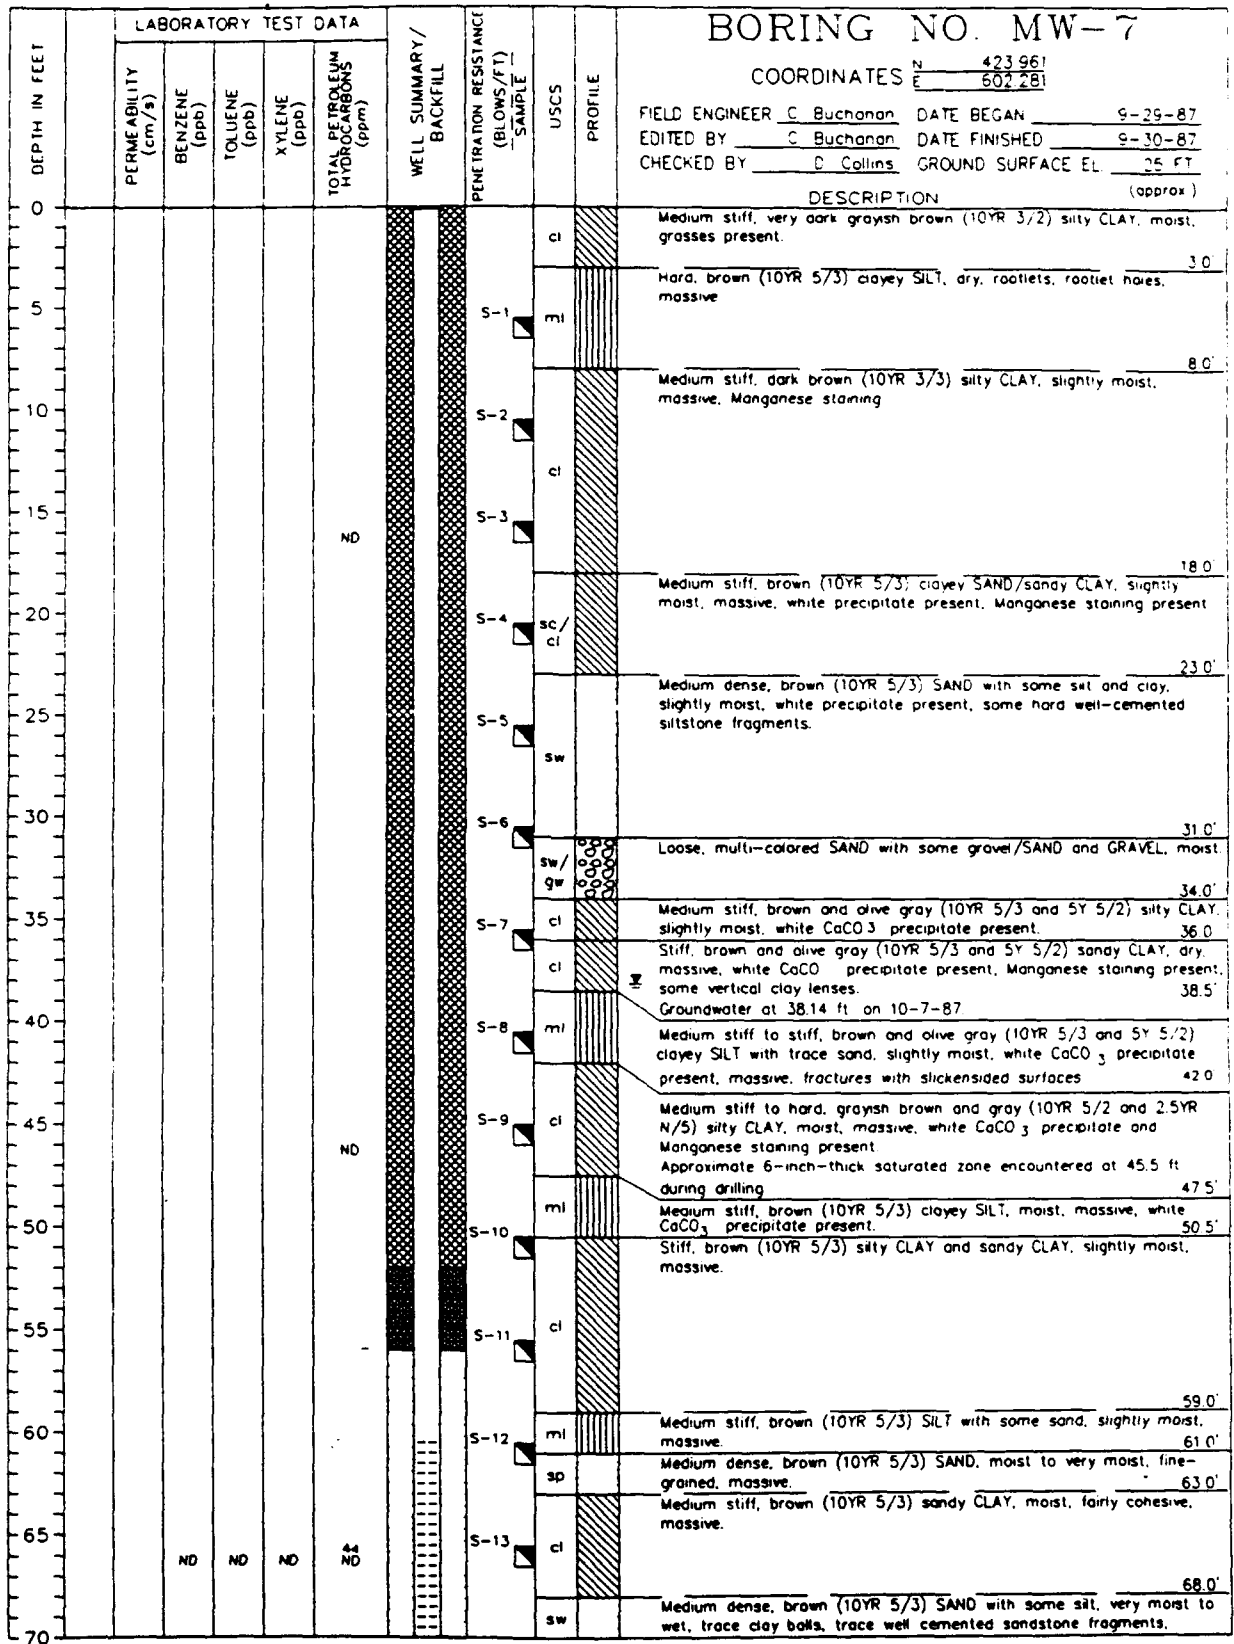 BORING NO. MW-7
COORDINATES N 423 961
E 602 281
FIELD ENGINEER C Buchanan DATE BEGAN 9-29-87
EDITED BY C Buchanan DATE FINISHED 9-30-87
CHECKED BY D Collins GROUND SURFACE EL. 25 FT
(approx)
DESCRIPTION
DEPTH IN FEET
LABORATORY TEST DATA
PERMEABILITY (cm/s)
BENZENE (ppb)
TOLUENE (ppb)
XYLENE (ppb)
TOTAL PETROLEUM HYDROCARBONS (ppm)
WELL SUMMARY/ BACKFILL
PENETRATION RESISTANCE (BLOWS/FT)
SAMPLE
USCS
PROFILE
0
cl
Medium stiff, very dark grayish brown (10YR 3/2) silty CLAY, moist,
grasses present.
3.0'
Hard, brown (10YR 5/3) clayey SILT, dry, rootlets, rootlet holes,
massive
5
S-1
ml
8.0'
Medium stiff, dark brown (10YR 3/3) silty CLAY, slightly moist,
massive, Manganese staining
10
S-2
cl
15
S-3
ND
18.0'
Medium stiff, brown (10YR 5/3) clayey SAND/sandy CLAY, slightly
moist, massive, white precipitate present, Manganese staining present
20
S-4
sc/
cl
23.0'
Medium dense, brown (10YR 5/3) SAND with some silt and clay,
slightly moist, white precipitate present, some hard well-cemented
siltstone fragments.
25
S-5
sw
30
S-6
31.0'
Loose, multi-colored SAND with some gravel/SAND and GRAVEL, moist.
sw/
gw
34.0'
35
S-7
cl
Medium stiff, brown and olive gray (10YR 5/3 and 5Y 5/2) silty CLAY.
slightly moist, white CaCO3 precipitate present.
36.0
cl
Stiff, brown and olive gray (10YR 5/3 and 5Y 5/2) sandy CLAY, dry.
massive, white CaCO precipitate present, Manganese staining present,
some vertical clay lenses.
38.5'
Groundwater at 38.14 ft on 10-7-87
40
S-8
ml
Medium stiff to stiff, brown and olive gray (10YR 5/3 and 5Y 5/2)
clayey SILT with trace sand, slightly moist, white CaCO3 precipitate
present, massive, fractures with slickensided surfaces
42.0
45
S-9
cl
ND
Medium stiff to hard, grayish brown and gray (10YR 5/2 and 2.5YR
N/5) silty CLAY, moist, massive, white CaCO3 precipitate and
Manganese staining present
Approximate 6-inch-thick saturated zone encountered at 45.5 ft
during drilling
47.5'
ml
Medium stiff, brown (10YR 5/3) clayey SILT, moist, massive, white
CaCO3 precipitate present.
50.5'
50
S-10
Stiff, brown (10YR 5/3) silty CLAY and sandy CLAY, slightly moist,
massive.
55
S-11
cl
59.0'
60
S-12
ml
Medium stiff, brown (10YR 5/3) SILT with some sand, slightly moist,
massive.
61.0'
sp
Medium dense, brown (10YR 5/3) SAND, moist to very moist, fine-
grained, massive.
63.0'
Medium stiff, brown (10YR 5/3) sandy CLAY, moist, fairly cohesive,
massive.
65
S-13
cl
ND
ND
ND
44
ND
68.0'
sw
Medium dense, brown (10YR 5/3) SAND with some silt, very moist to
wet, trace clay balls, trace well cemented sandstone fragments.
70